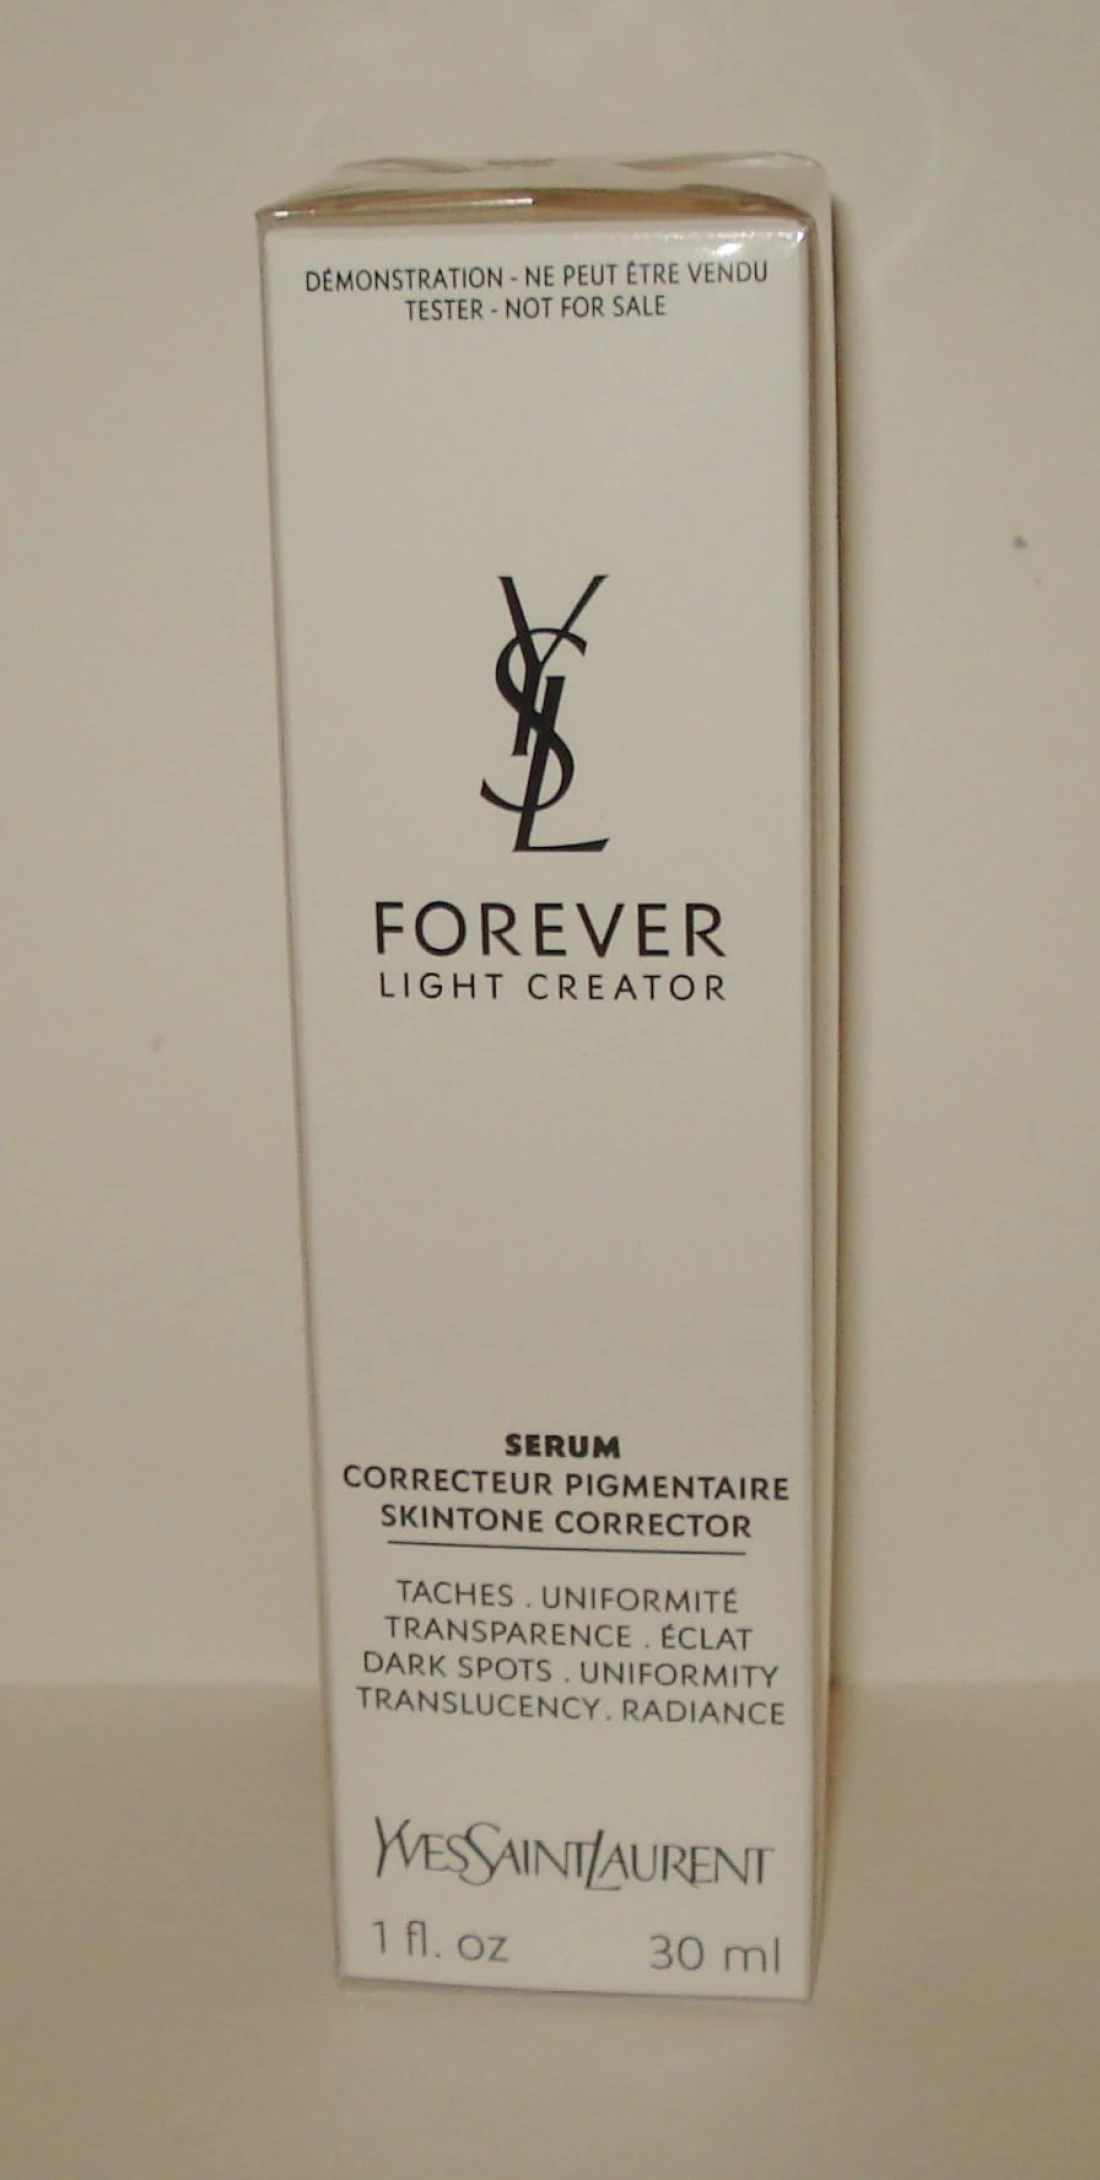 DÉMONSTRATION - NE PEUT ÊTRE VENDU
TESTER - NOT FOR SALE
YSL
FOREVER
LIGHT CREATOR
SERUM
CORRECTEUR PIGMENTAIRE
SKINTONE CORRECTOR
TACHES . UNIFORMITÉ
TRANSPARENCE . ÉCLAT
DARK SPOTS . UNIFORMITY
TRANSLUCENCY . RADIANCE
YVESSAINTLAURENT
1 fl. oz 30 ml